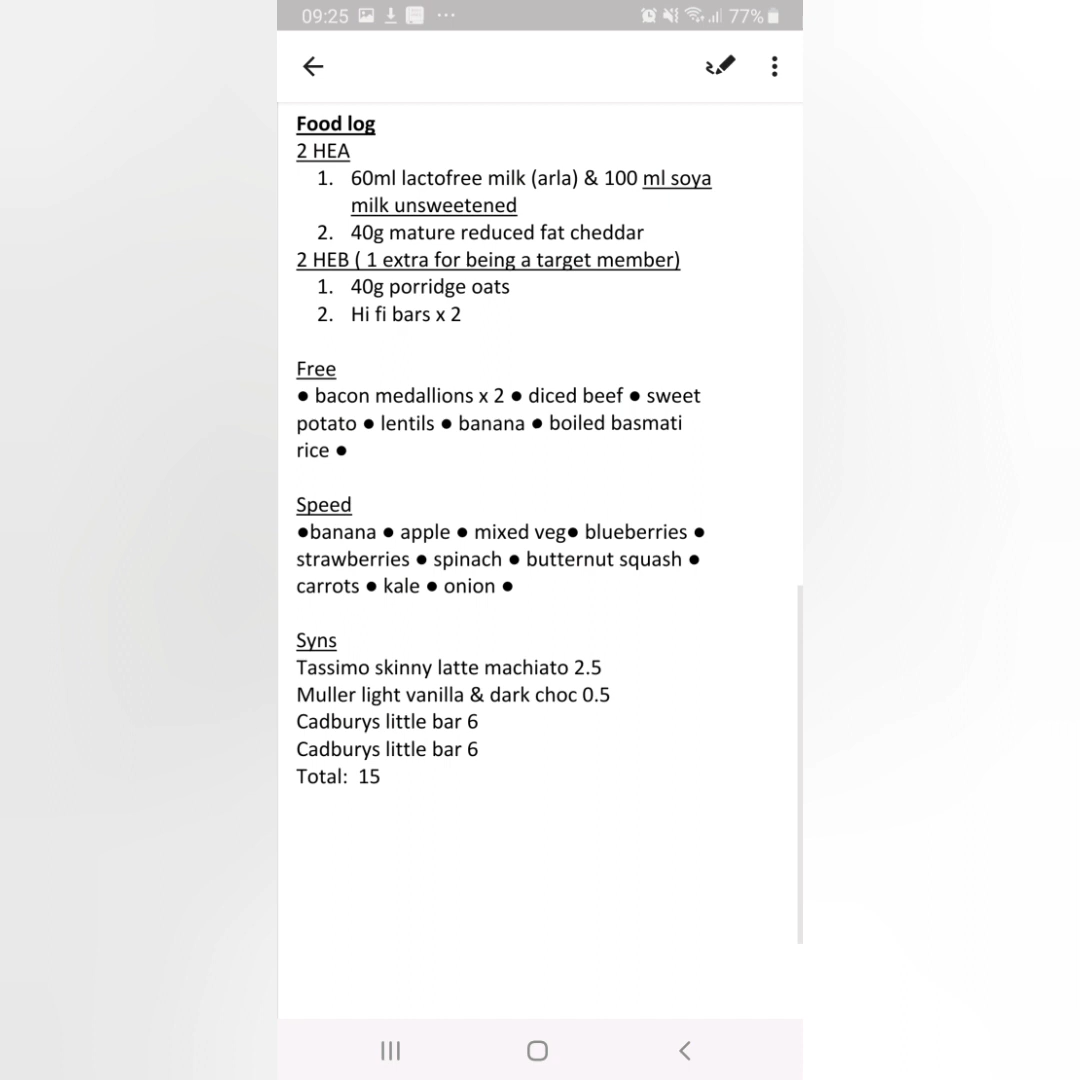 09:25 ... 77%
Food log
2 HEA
1. 60ml lactofree milk (arla) & 100 ml soya
milk unsweetened
2. 40g mature reduced fat cheddar
2 HEB ( 1 extra for being a target member)
1. 40g porridge oats
2. Hi fi bars x 2
Free
● bacon medallions x 2 ● diced beef ● sweet
potato ● lentils ● banana ● boiled basmati
rice ●
Speed
●banana ● apple ● mixed veg● blueberries ●
strawberries ● spinach ● butternut squash ●
carrots ● kale ● onion ●
Syns
Tassimo skinny latte machiato 2.5
Muller light vanilla & dark choc 0.5
Cadburys little bar 6
Cadburys little bar 6
Total: 15